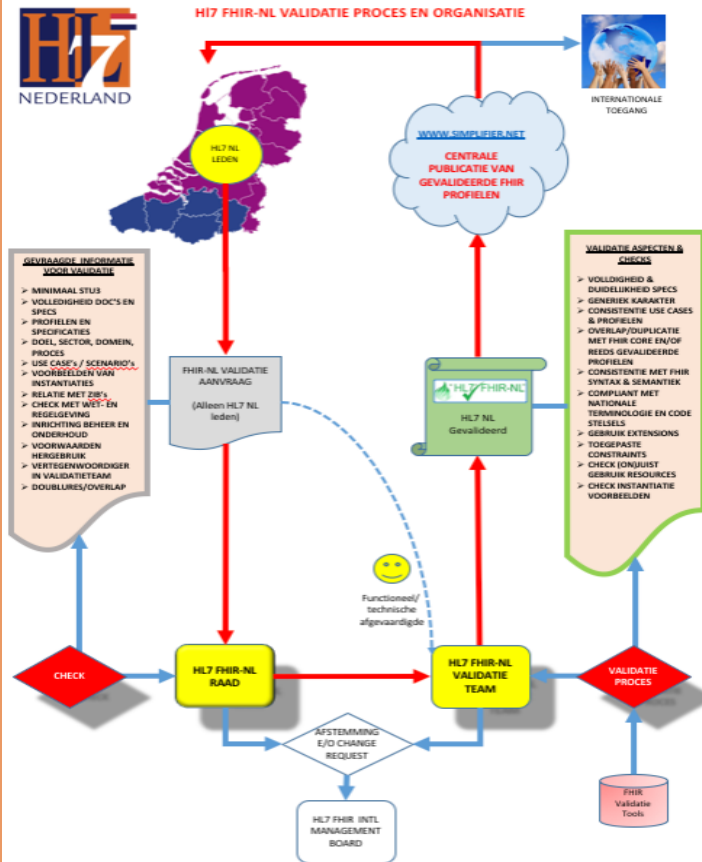 HI7 FHIR-NL VALIDATIE PROCES EN ORGANISATIE
HL7
NEDERLAND
INTERNATIONALE
TOEGANG
HL7 NL
LEDEN
WWW.SIMPLIFIER.NET
CENTRALE
PUBLICATIE VAN
GEVALIDEERDE FHIR
PROFIELEN
GEVRAAGDE INFORMATIE
VOOR VALIDATIE
➢ MINIMAAL STU3
➢ VOLLEDIGHEID DOC'S EN
SPECS
➢ PROFIELEN EN
SPECIFICATIES
➢ DOEL, SECTOR, DOMEIN,
PROCES
➢ USE CASE's / SCENARIO's
➢ VOORBEELDEN VAN
INSTANTIATIES
➢ RELATIE MET ZIB's
➢ CHECK MET WET- EN
REGELGEVING
➢ INRICHTING BEHEER EN
ONDERHOUD
➢ VOORWAARDEN
HERGEBRUIK
➢ VERTEGENWOORDIGER
IN VALIDATIETEAM
➢ DOUBLURES/OVERLAP
FHIR-NL VALIDATIE
AANVRAAG
(Alleen HL7 NL
leden)
"HL7 FHIR-NL"
HL7 NL
Gevalideerd
VALIDATIE ASPECTEN &
CHECKS
➢ VOLLDIGHEID &
DUIDELIJKHEID SPECS
➢ GENERIEK KARAKTER
➢ CONSISTENTIE USE CASES
& PROFIELEN
➢ OVERLAP/DUPLICATIE
MET FHIR CORE EN/OF
REEDS GEVALIDEERDE
PROFIELEN
➢ CONSISTENTIE MET FHIR
SYNTAX & SEMANTIEK
➢ COMPLIANT MET
NATIONALE
TERMINOLOGIE EN CODE
STELSELS
➢ GEBRUIK EXTENSIONS
➢ TOEGEPASTE
CONSTRAINTS
➢ CHECK (ON)JUIST
GEBRUIK RESOURCES
➢ CHECK INSTANTIATIE
VOORBEELDEN
Functioneel/
technische
afgevaardigde
CHECK
HL7 FHIR-NL
RAAD
HL7 FHIR-NL
VALIDATIE
TEAM
VALIDATIE
PROCES
AFSTEMMING
E/O CHANGE
REQUEST
HL7 FHIR INTL
MANAGEMENT
BOARD
FHIR
Validatie
Tools